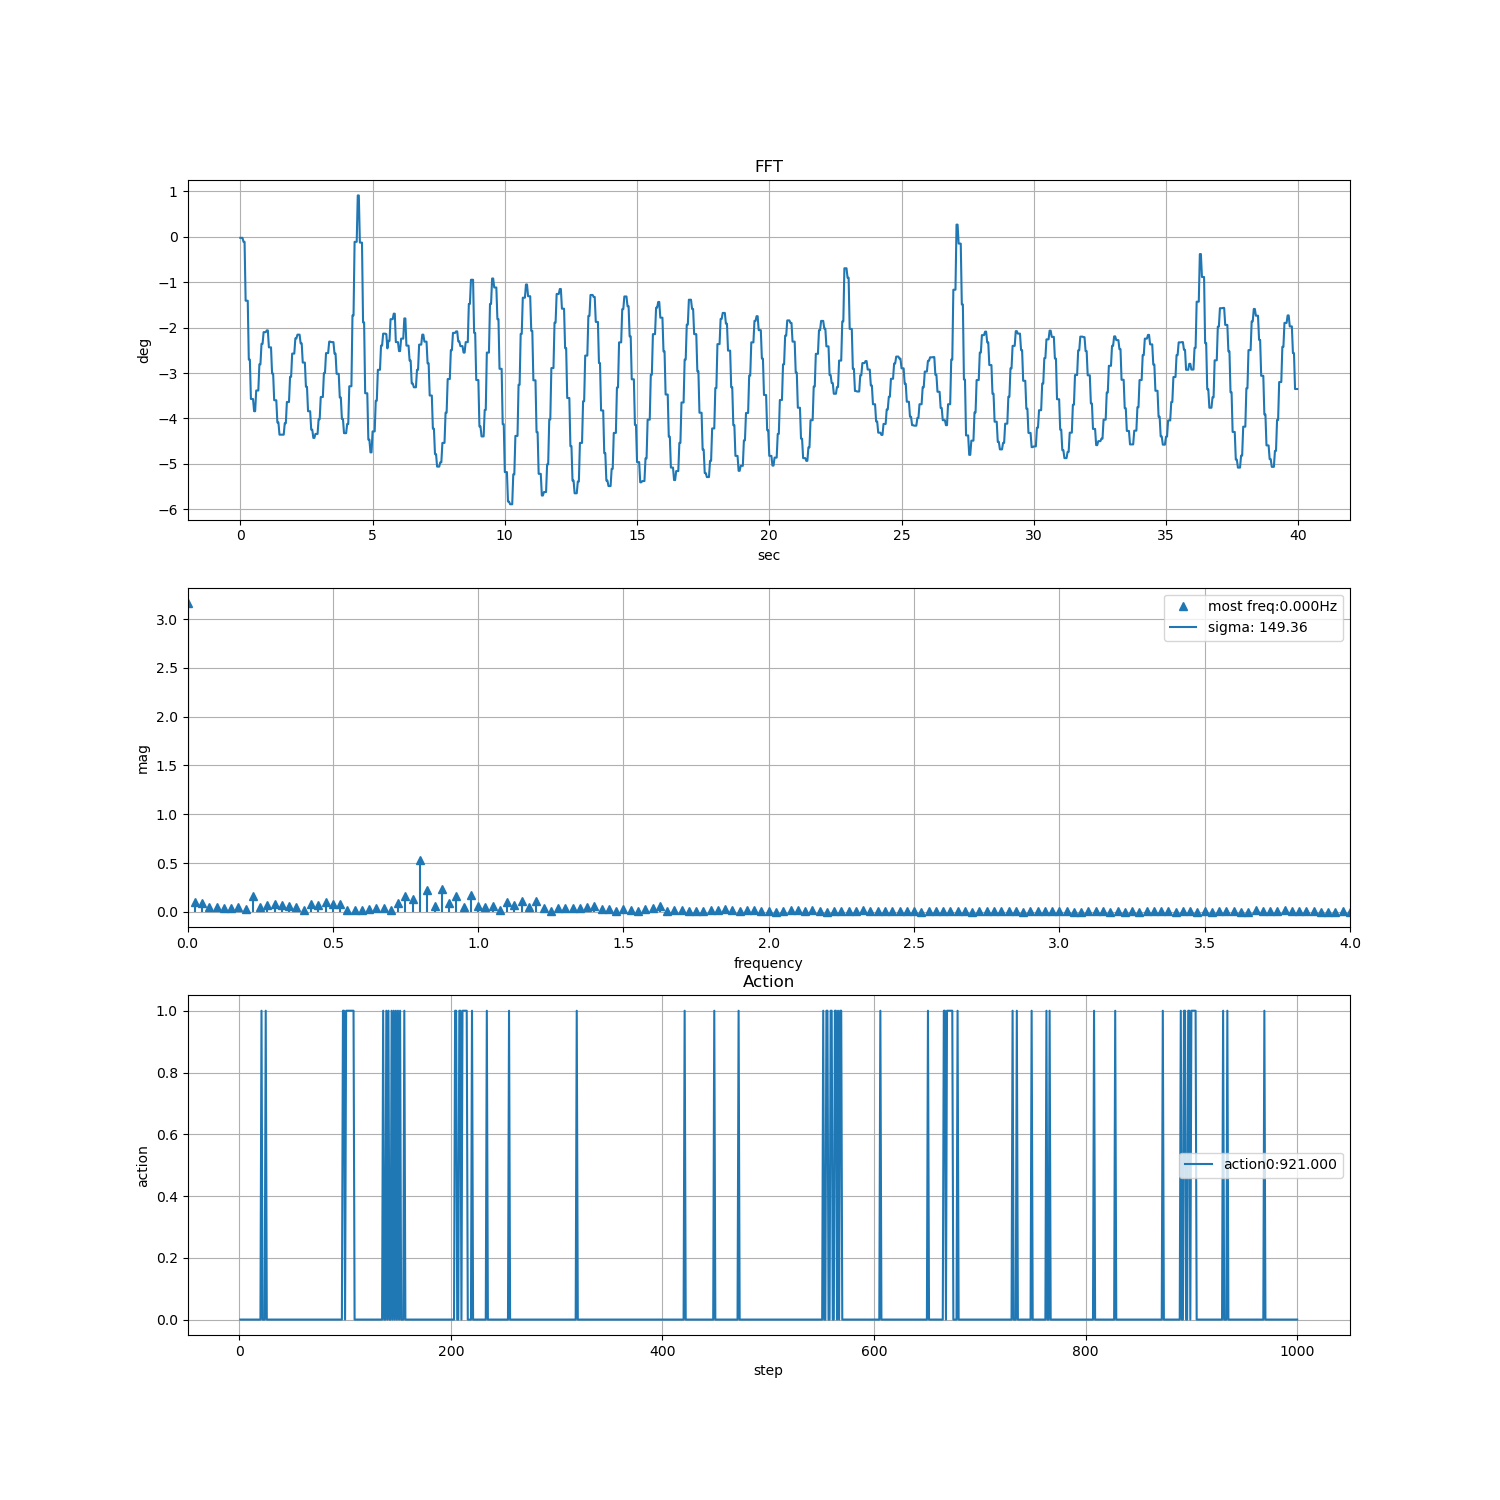 FFT
1
0
−1
−2
−3
−4
−5
−6
deg
0 5 10 15 20 25 30 35 40
sec
3.0
2.5
2.0
1.5
1.0
0.5
0.0
mag
most freq:0.000Hz
sigma: 149.36
0.0 0.5 1.0 1.5 2.0 2.5 3.0 3.5 4.0
frequency
Action
1.0
0.8
0.6
0.4
0.2
0.0
action
action0:921.000
0 200 400 600 800 1000
step